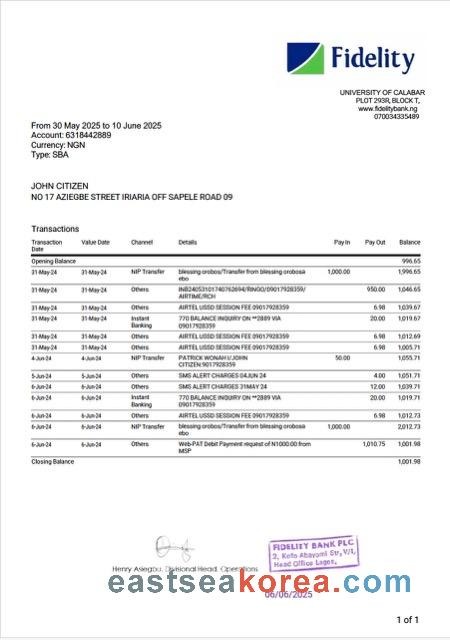 Fidelity
UNIVERSITY OF CALABAR
PLOT 293R, BLOCK T,
www.fidelitybank.ng
070034335489
From 30 May 2025 to 10 June 2025
Account: 6318442889
Currency: NGN
Type: SBA
JOHN CITIZEN
NO 17 AZIEGBE STREET IRIARIA OFF SAPELE ROAD 09
Transactions
Transaction Date Value Date Channel Details Pay In Pay Out Balance
Opening Balance 996.65
31-May-24 31-May-24 NIP Transfer blessing orobos/Transfer from blessing orobosa 1,000.00 1,996.65
ebo
31-May-24 31-May-24 Others INB24053101740762694/RINGO/09017928359/ 950.00 1,046.65
AIRTIME/RCH
31-May-24 31-May-24 Others AIRTEL USSD SESSION FEE 09017928359 6.98 1,039.67
31-May-24 31-May-24 Instant Banking 770 BALANCE INQUIRY ON **2889 VIA 20.00 1,019.67
09017928359
31-May-24 31-May-24 Others AIRTEL USSD SESSION FEE 09017928359 6.98 1,012.69
31-May-24 31-May-24 Others AIRTEL USSD SESSION FEE 09017928359 6.98 1,005.71
4-Jun-24 4-Jun-24 NIP Transfer PATRICK WONAH I/JOHN 50.00 1,055.71
CITIZEN:9017928359
5-Jun-24 5-Jun-24 Others SMS ALERT CHARGES 04JUN 24 4.00 1,051.71
6-Jun-24 6-Jun-24 Others SMS ALERT CHARGES 31MAY 24 12.00 1,039.71
6-Jun-24 6-Jun-24 Instant Banking 770 BALANCE INQUIRY ON **2889 VIA 20.00 1,019.71
09017928359
6-Jun-24 6-Jun-24 Others AIRTEL USSD SESSION FEE 09017928359 6.98 1,012.73
6-Jun-24 6-Jun-24 NIP Transfer blessing orobos/Transfer from blessing orobosa 1,000.00 2,012.73
ebo
6-Jun-24 6-Jun-24 Others Web-PAT Debit Payment request of N1000.00 from 1,010.75 1,001.98
MSP
Closing Balance 1,001.98
FIDELITY BANK PLC
2, Kofo Abayomi Str, V/I,
Head Office Lagos,
Henry Asiegbu, Divisional Head, Operations
eastseakorea.com
06/06/2025
1 of 1